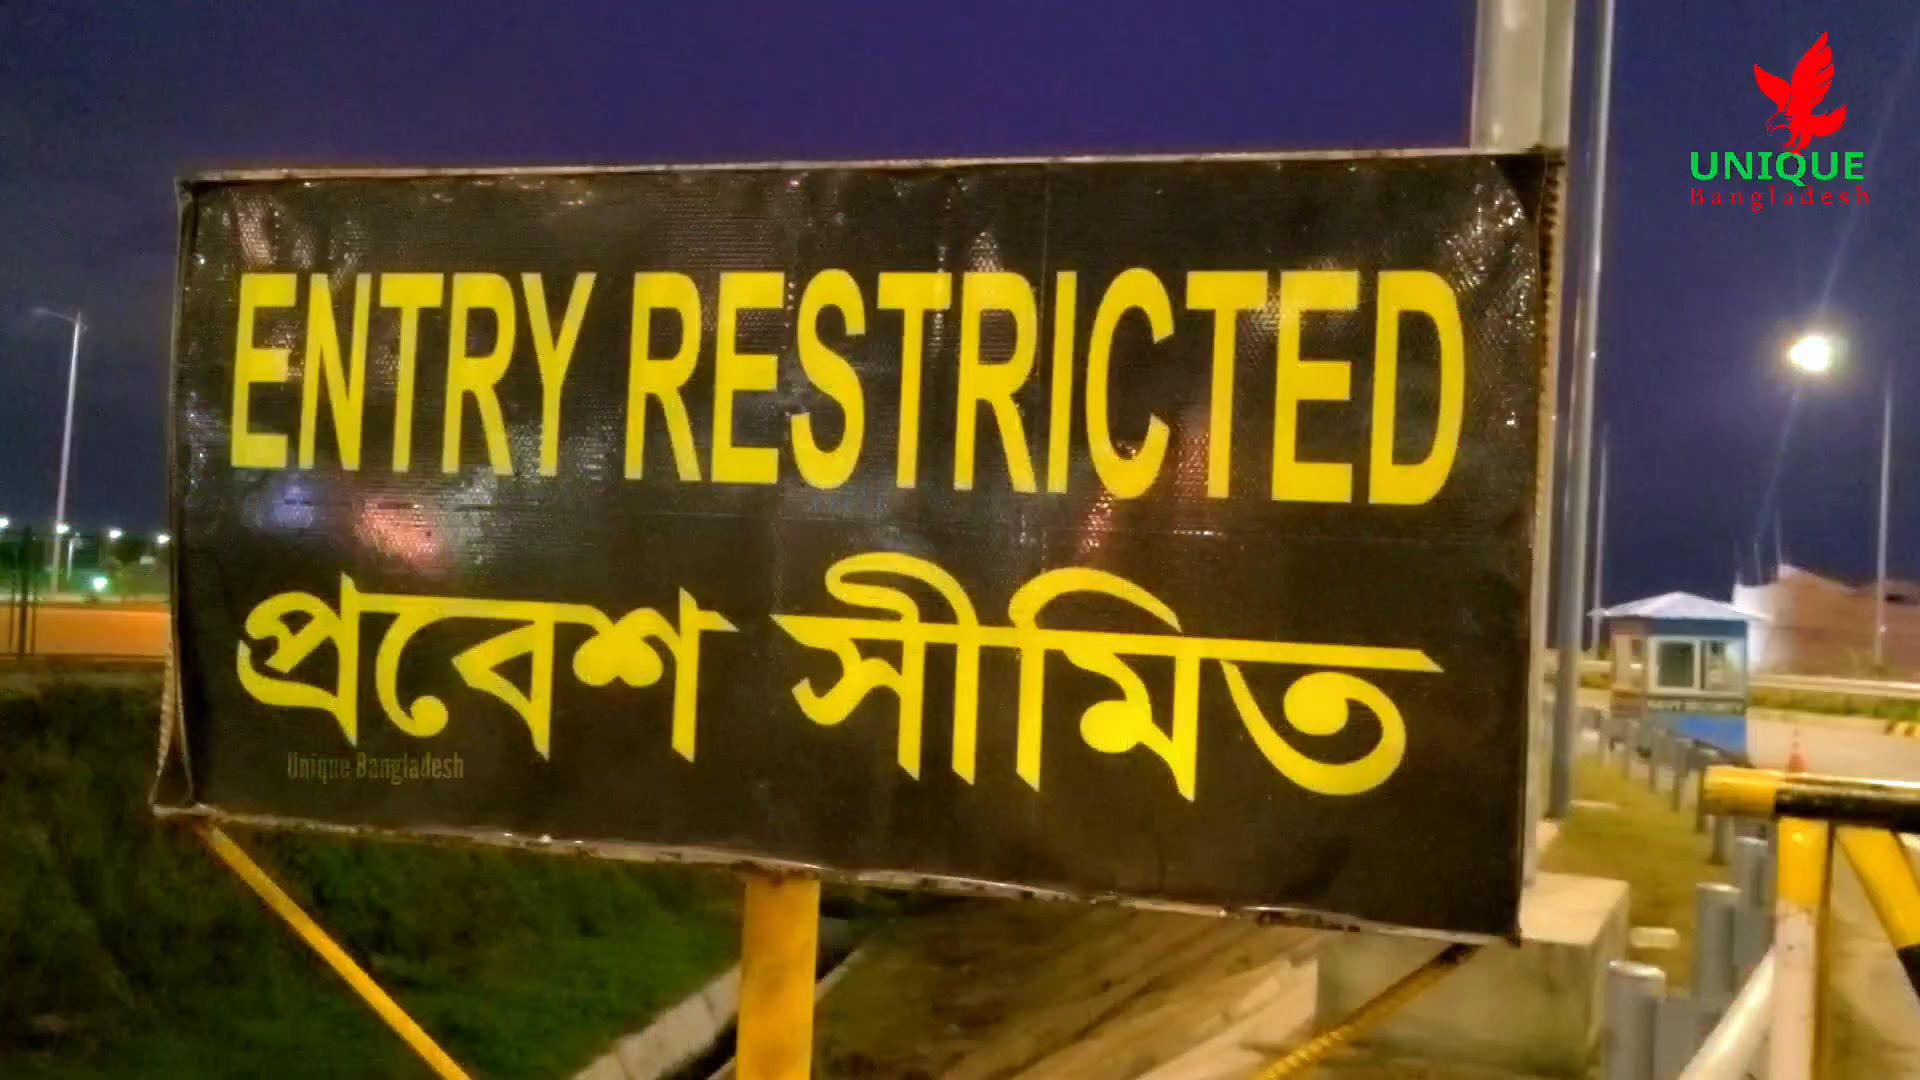 UNIQUE
Bangladesh
ENTRY RESTRICTED
প্রবেশ সীমিত
Unique Bangladesh